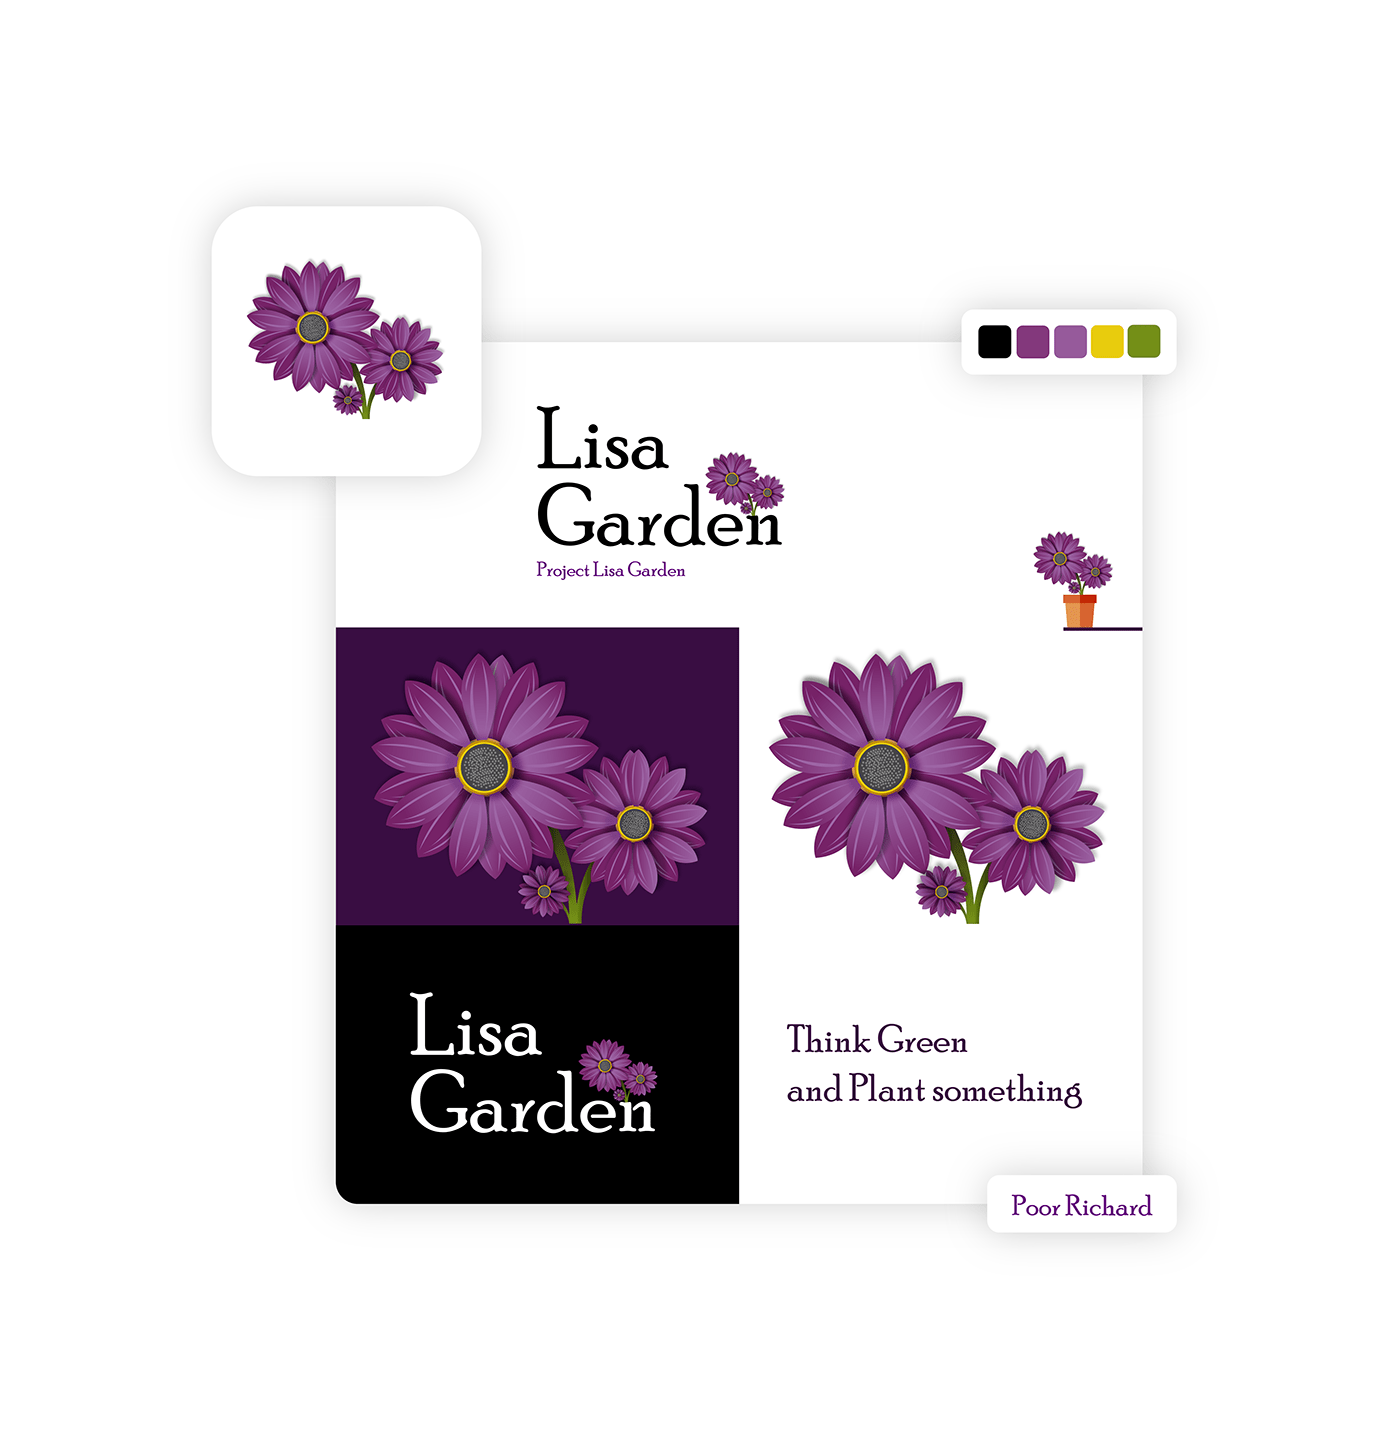 Lisa
Garden
Project Lisa Garden
Lisa
Garden
Think Green
and Plant something
Poor Richard